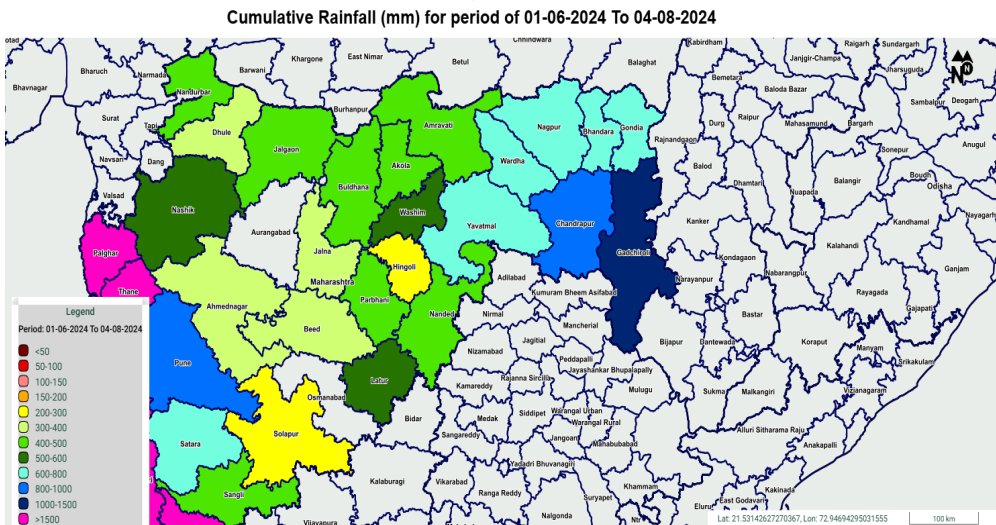 Cumulative Rainfall (mm) for period of 01-06-2024 To 04-08-2024
Chhindwara
Kabirdham
Raigarh
Sundargarh
East Nimar
Betul
Balaghat
Janjgir-Champa
Khargone
Barwani
Bharuch
Narmada
Jharsuguda
Bemetara
Baloda Bazar
Bhavnagar
Nandurbar
Burhanpur
Sambalpur
Deogarh
Surat
Tapi
Amravati
Nagpur
Bhandara
Gondia
Durg
Raipur
Mahasamund
Bargarh
Dhule
Rajnandgaon
Jalgaon
Akola
Wardha
Sonepur
Anugul
Navsari
Dang
Balod
Boudh
Buldhana
Dhamtari
Nuapada
Balangir
Odisha
Valsad
Nashik
Washim
Yavatmal
Chandrapur
Kanker
Kandhamal
Nayagarh
Aurangabad
Palghar
Jalna
Hingoli
Gadchiroli
Kondagaon
Kalahandi
Maharashtra
Adilabad
Narayanpur
Nabarangpur
Ganjam
Thane
Kumuram Bheem Asifabad
Rayagada
Ahmednagar
Parbhani
Nanded
Nirmal
Bastar
Gajapati
Beed
Mancherial
Jagitial
Bijapur
Dantewada
Koraput
Manyam
Nizamabad
Peddapalli
Srikakulam
Pune
Latur
Rajanna Sircilla
Jayashankar Bhupalapally
Kamareddy
Mulugu
Sukma
Malkangiri
Vizianagaram
Osmanabad
Bidar
Medak
Siddipet
Warangal Urban
Warangal Rural
Alluri Sitharama Raju
Solapur
Sangareddy
Jangoan
Mahabubabad
Anakapalli
Satara
Yadadri Bhuvanagiri
Kalaburagi
Vikarabad
Ranga Reddy
Khammam
Kakinada
Sangli
Suryapet
East Godavari
Eluru
Vijayapura
Nalgonda
Ntr
N
Legend
Period: 01-06-2024 To 04-08-2024
<50
50-100
100-150
150-200
200-300
300-400
400-500
500-600
600-800
800-1000
1000-1500
>1500
Lat: 21.53142627270367, Lon: 72.94694295031555
100 km